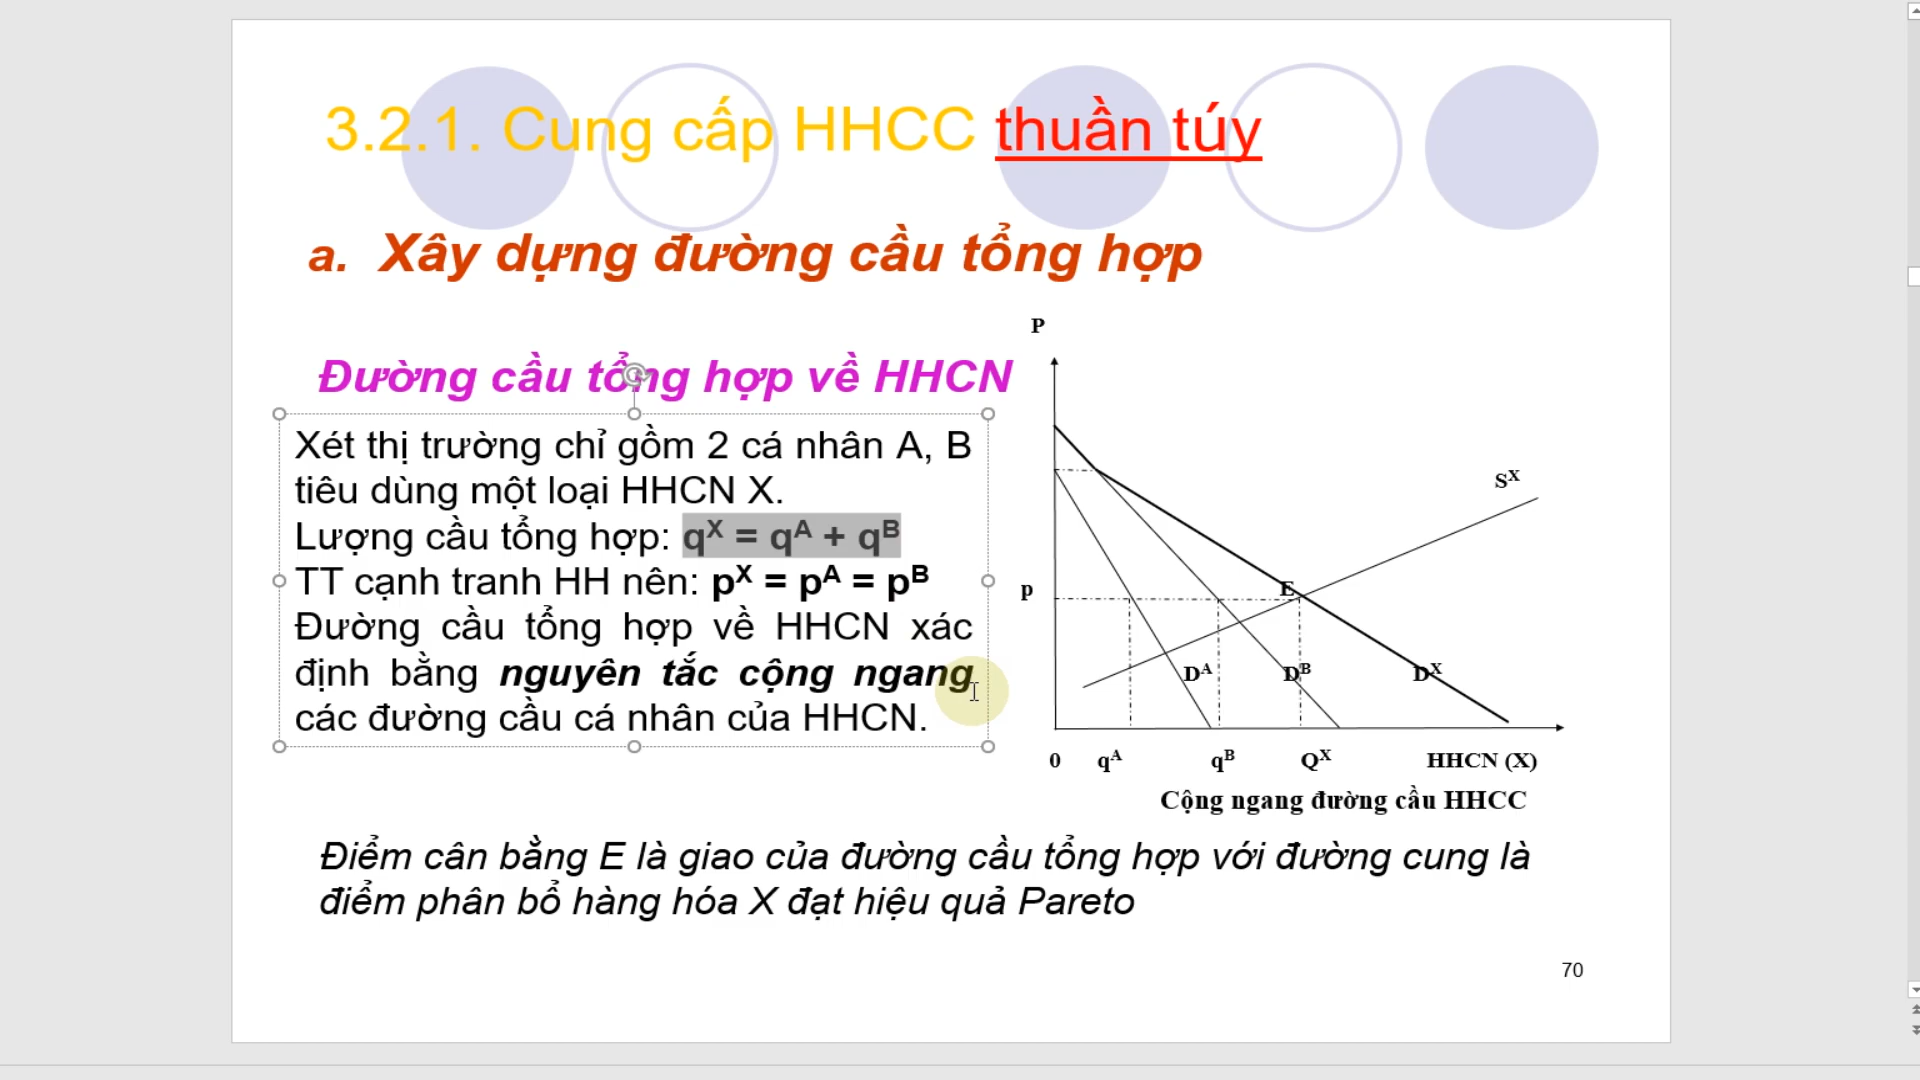 3.2.1. Cung cấp HHCC thuần túy
a. Xây dựng đường cầu tổng hợp
Đường cầu tổng hợp về HHCN
Xét thị trường chỉ gồm 2 cá nhân A, B
tiêu dùng một loại HHCN X.
Lượng cầu tổng hợp: qX = qA + qB
TT cạnh tranh HH nên: pX = pA = pB
Đường cầu tổng hợp về HHCN xác
định bằng nguyên tắc cộng ngang
các đường cầu cá nhân của HHCN.
P
SX
p
E
DA DB DX
0 qA qB QX HHCN (X)
Cộng ngang đường cầu HHCC
Điểm cân bằng E là giao của đường cầu tổng hợp với đường cung là
điểm phân bổ hàng hóa X đạt hiệu quả Pareto
70